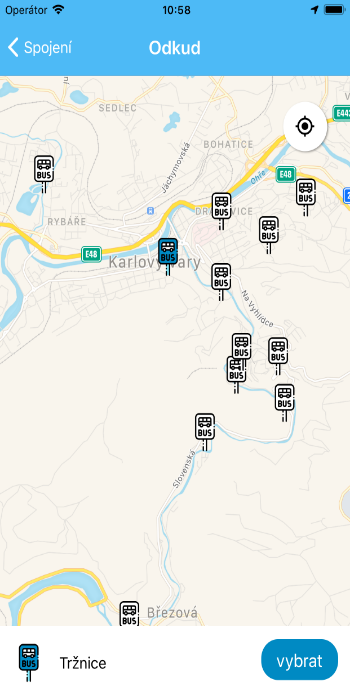 Operátor 10:58
Spojení Odkud
SEDLEC
E442
BOHATICE
Jáchymovská
Ohře
E48
BUS
BUS
RYBÁŘE
BUS
DR VICE
BUS
E48
BUS
Karlovy Vary
BUS
Na Vyhlídce
BUS
BUS
BUS
BUS
BUS
Slovenská
BUS
Březová
BUS Tržnice vybrat